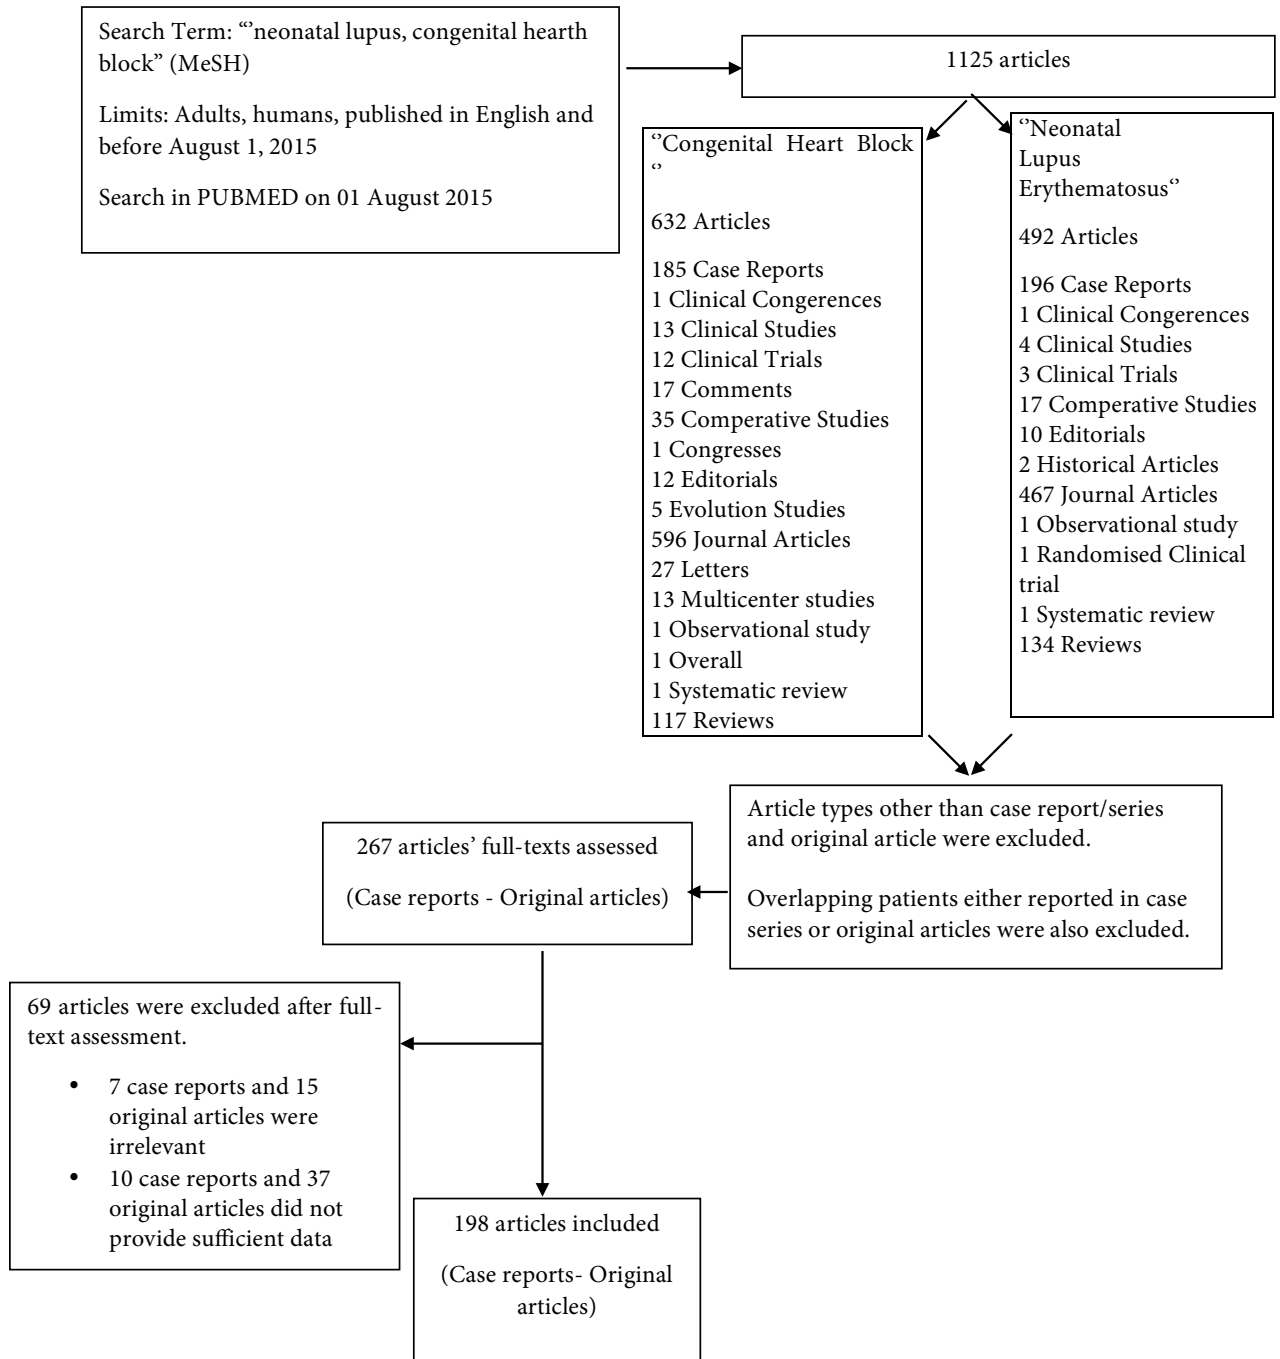 Search Term: “’neonatal lupus, congenital hearth
block” (MeSH)
Limits: Adults, humans, published in English and
before August 1, 2015
Search in PUBMED on 01 August 2015
1125 articles
‘’Congenital Heart Block
‘’
632 Articles
185 Case Reports
1 Clinical Congerences
13 Clinical Studies
12 Clinical Trials
17 Comments
35 Comperative Studies
1 Congresses
12 Editorials
5 Evolution Studies
596 Journal Articles
27 Letters
13 Multicenter studies
1 Observational study
1 Overall
1 Systematic review
117 Reviews
‘’Neonatal
Lupus
Erythematosus‘’
492 Articles
196 Case Reports
1 Clinical Congerences
4 Clinical Studies
3 Clinical Trials
17 Comperative Studies
10 Editorials
2 Historical Articles
467 Journal Articles
1 Observational study
1 Randomised Clinical
trial
1 Systematic review
134 Reviews
Article types other than case report/series
and original article were excluded.
Overlapping patients either reported in case
series or original articles were also excluded.
267 articles’ full-texts assessed
(Case reports - Original articles)
69 articles were excluded after full-
text assessment.
• 7 case reports and 15
original articles were
irrelevant
• 10 case reports and 37
original articles did not
provide sufficient data
198 articles included
(Case reports- Original
articles)